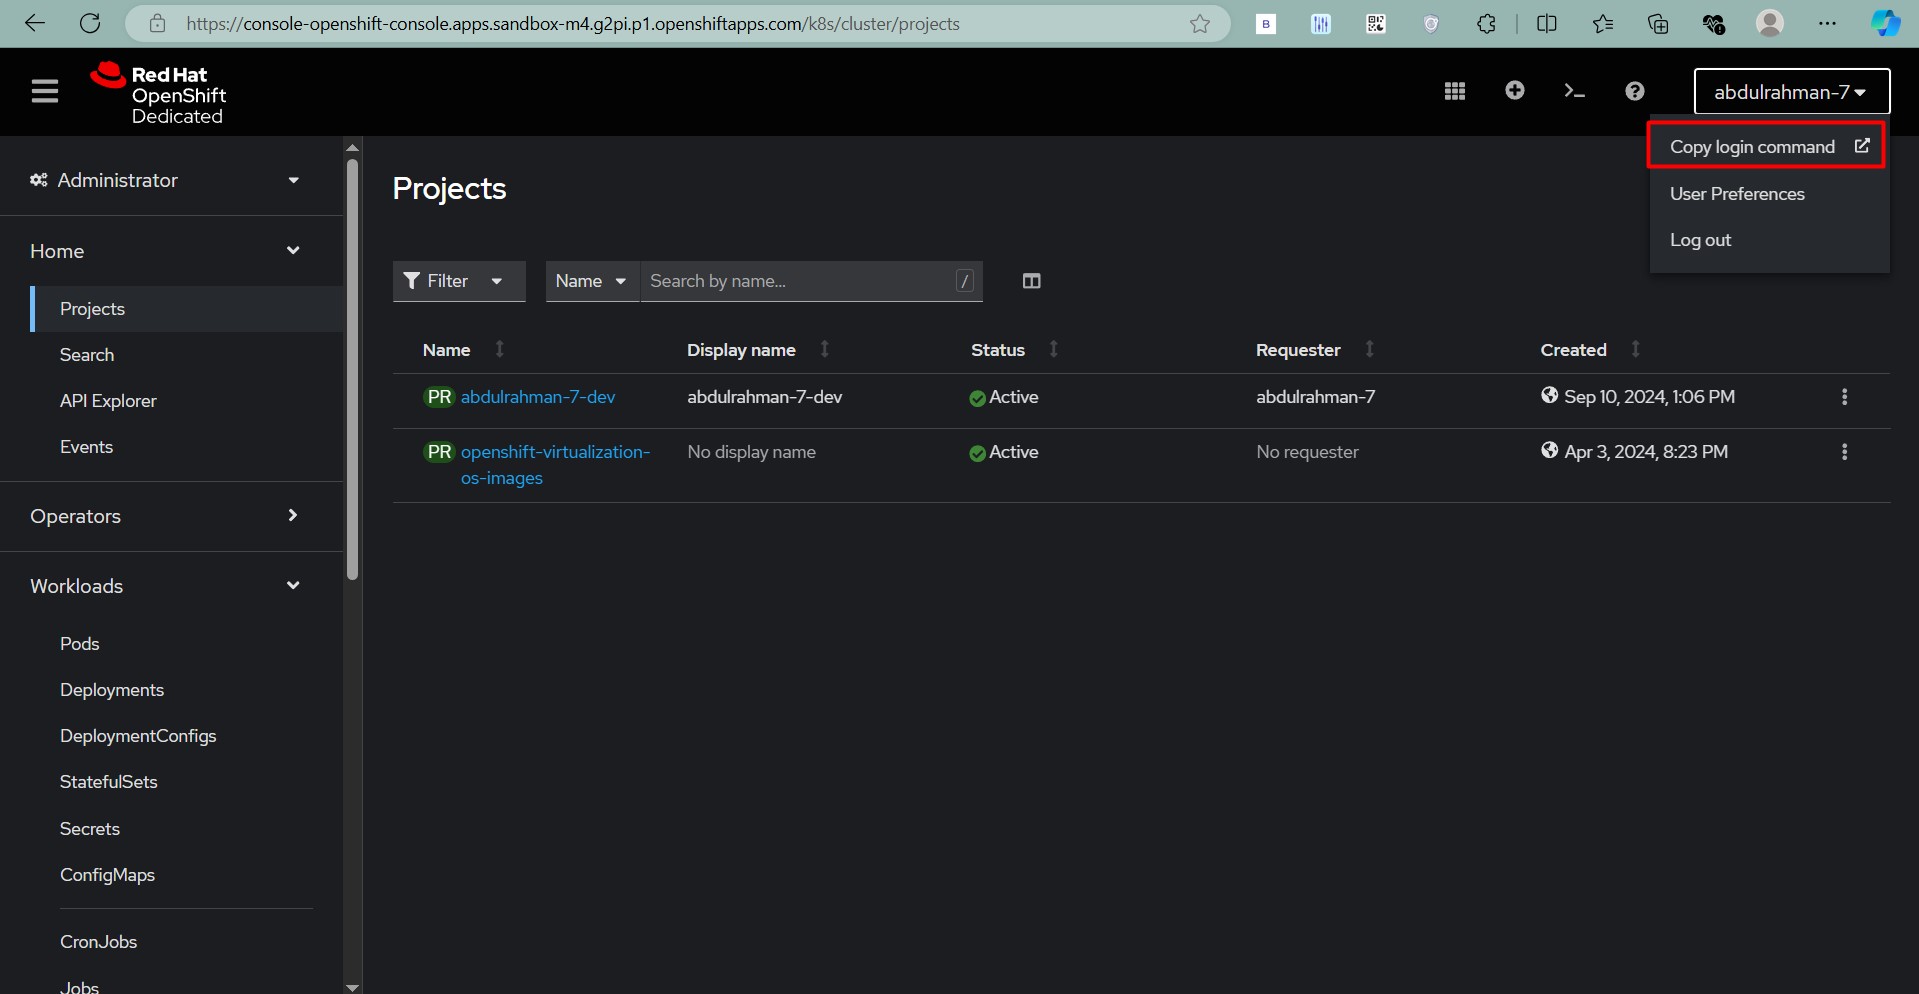 https://console-openshift-console.apps.sandbox-m4.g2pi.p1.openshiftapps.com/k8s/cluster/projects
B
Red Hat
OpenShift
Dedicated
abdulrahman-7
Copy login command
User Preferences
Log out
Administrator
Home
Projects
Search
API Explorer
Events
Operators
Workloads
Pods
Deployments
DeploymentConfigs
StatefulSets
Secrets
ConfigMaps
CronJobs
Jobs
Projects
Filter
Name
Search by name...
/
Name Display name Status Requester Created
PR abdulrahman-7-dev abdulrahman-7-dev Active abdulrahman-7 Sep 10, 2024, 1:06 PM
PR openshift-virtualization- No display name Active No requester Apr 3, 2024, 8:23 PM
os-images